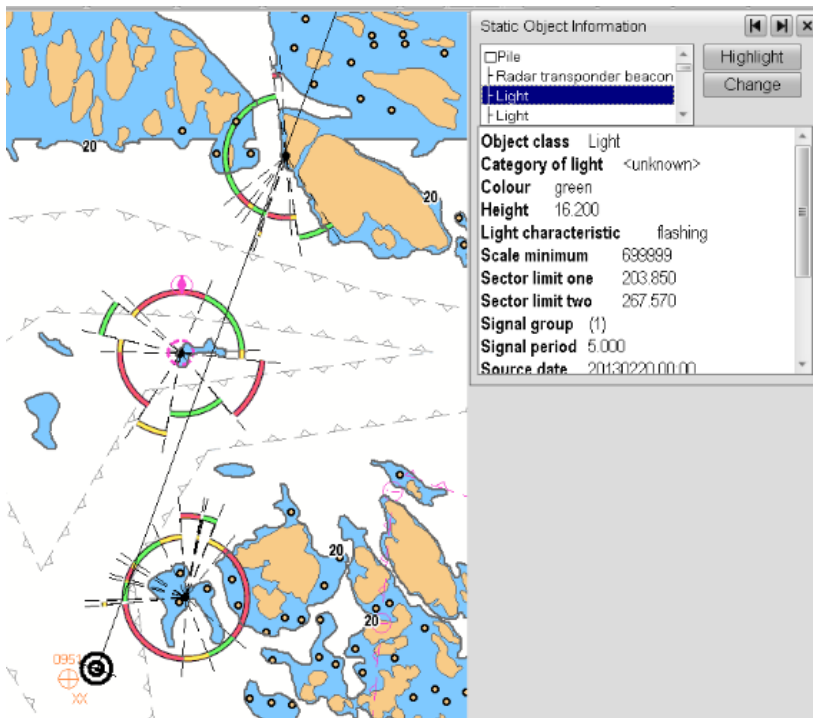 Static Object Information
Pile
Radar transponder beacon
Light
Light
Highlight
Change
Object class Light
Category of light <unknown>
Colour green
Height 16.200
Light characteristic flashing
Scale minimum 699999
Sector limit one 203.850
Sector limit two 267.570
Signal group (1)
Signal period 5.000
Source date 20130220 00:00
20
20
20
20
0951
XX